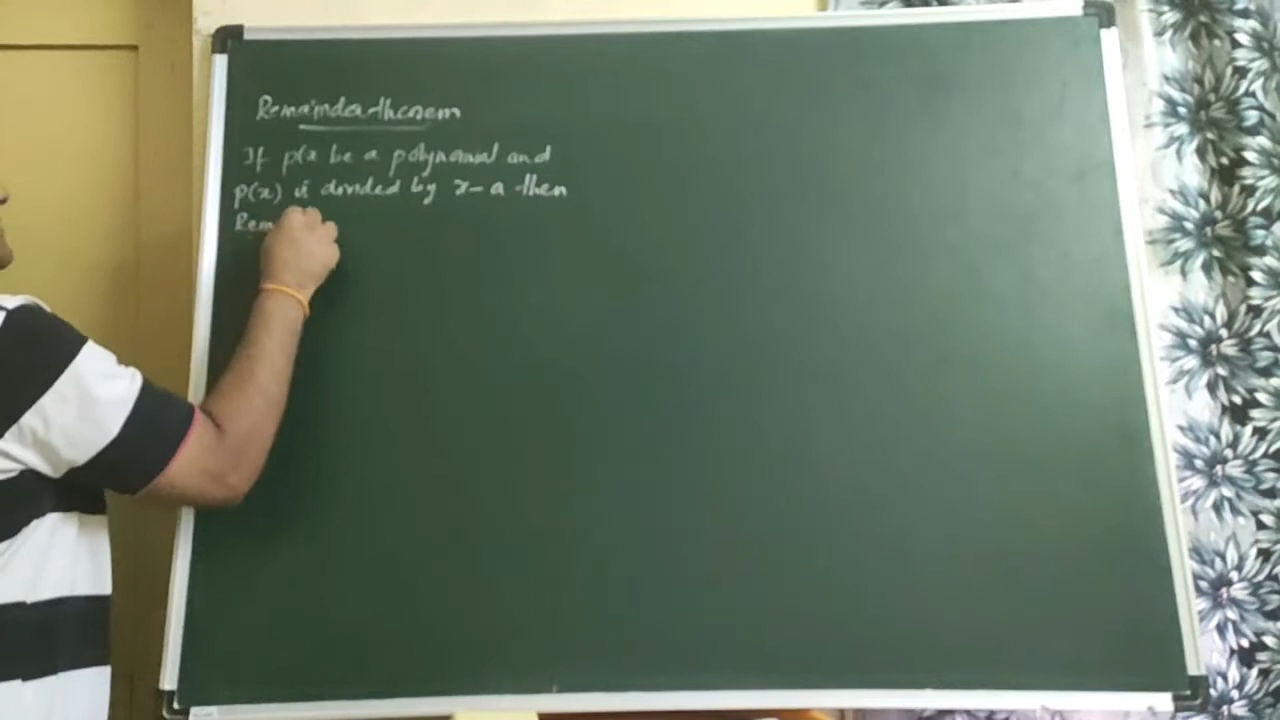 Remainder theorem
If p(x be a polynomial and
p(x) is divided by x-a then
Rem